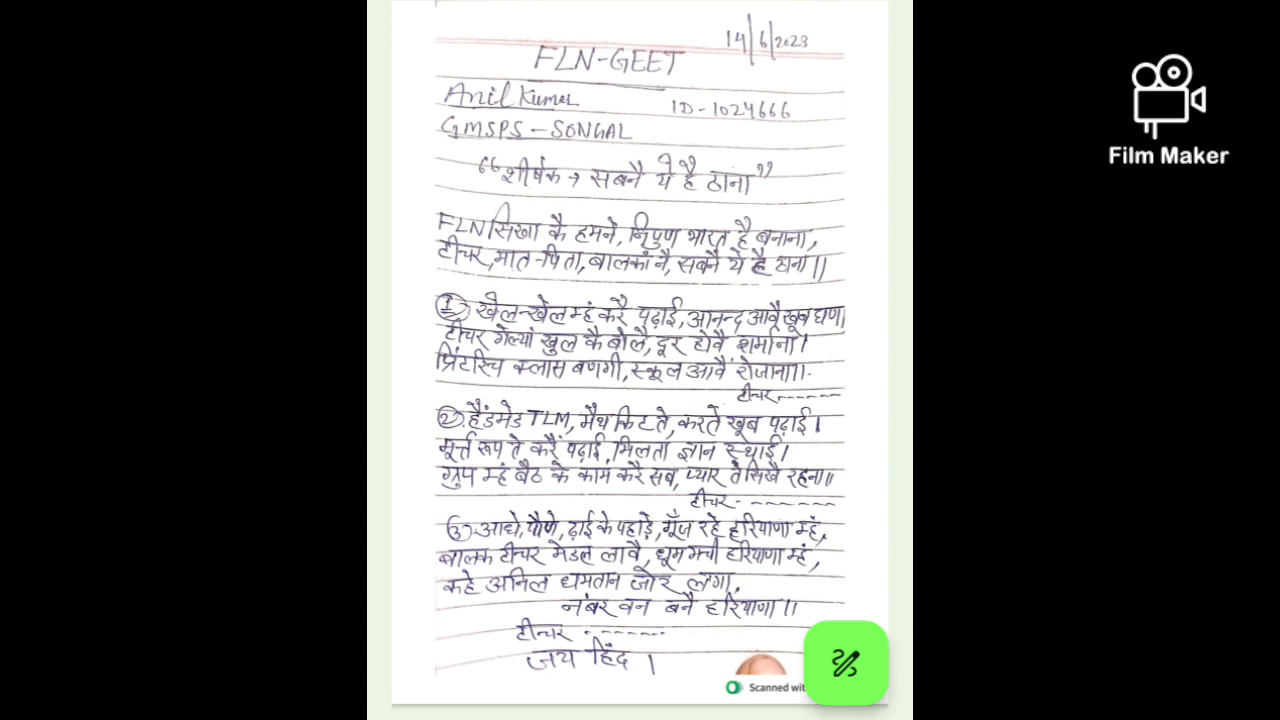 14/6/2023
FLN-GEET
Anil Kumar ID-1024666
GMSPS-SONGAL
“शीर्षक → सबनै ये है ठाना”
FLN सिखा कै हमने, निपुण भारत है बनाना,
टीचर, मात-पिता, बालकां नै, सबनै ये है ठाना।।
① खेल-खेल म्हं करै पढ़ाई, आनन्द आवै खूब घणा
टीचर गेल्यां खुल कै बोलै, दूर होवै शर्माना।
प्रिंटरिच क्लास बणगी, स्कूल आवैं रोजाना।।
टीचर------
② हैंडमेड TLM, मैथ किट ते, करते खूब पढ़ाई।
मूर्त्त रूप ते करैं पढ़ाई, मिलता ज्ञान स्थाई।
ग्रुप म्हं बैठ के काम करै सब, प्यार ते सिखै रहना॥
टीचर--------
③ आधे, पौणे, ढ़ाई के पहाड़े, गूँज रहे हरियाणा म्हं,
बालक टीचर मेडल लावै, धूम मची हरियाणा म्हं,
कहे अनिल धमतान जोर लगा,
नंबर वन बनै हरियाणा।।
टीचर --------
जय हिंद।
Scanned wit
Film Maker